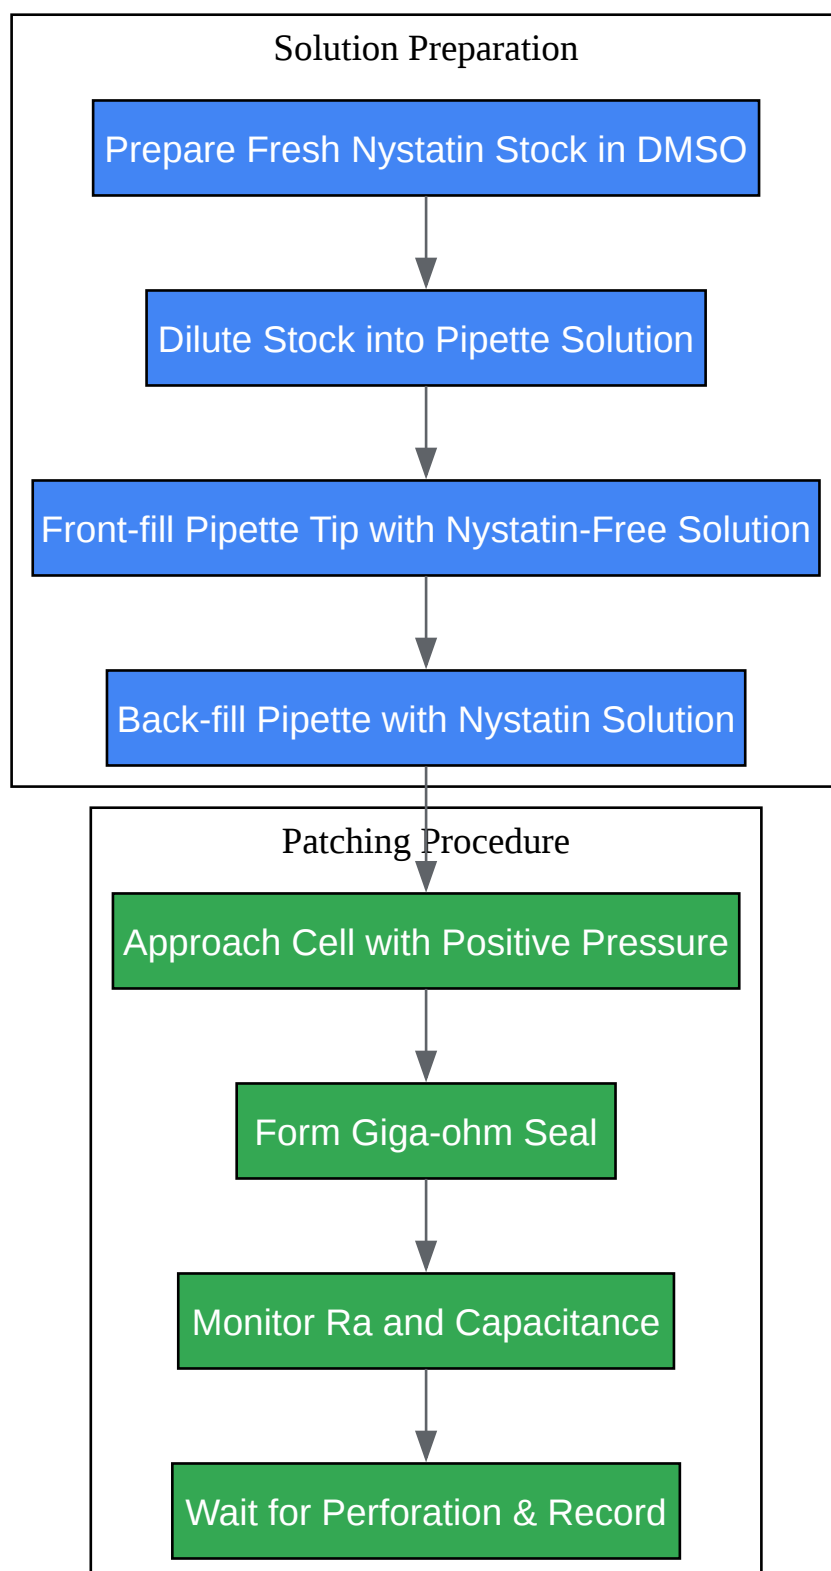 Solution Preparation
Prepare Fresh Nystatin Stock in DMSO
Dilute Stock into Pipette Solution
Front-fill Pipette Tip with Nystatin-Free Solution
Back-fill Pipette with Nystatin Solution
Patching Procedure
Approach Cell with Positive Pressure
Form Giga-ohm Seal
Monitor Ra and Capacitance
Wait for Perforation & Record